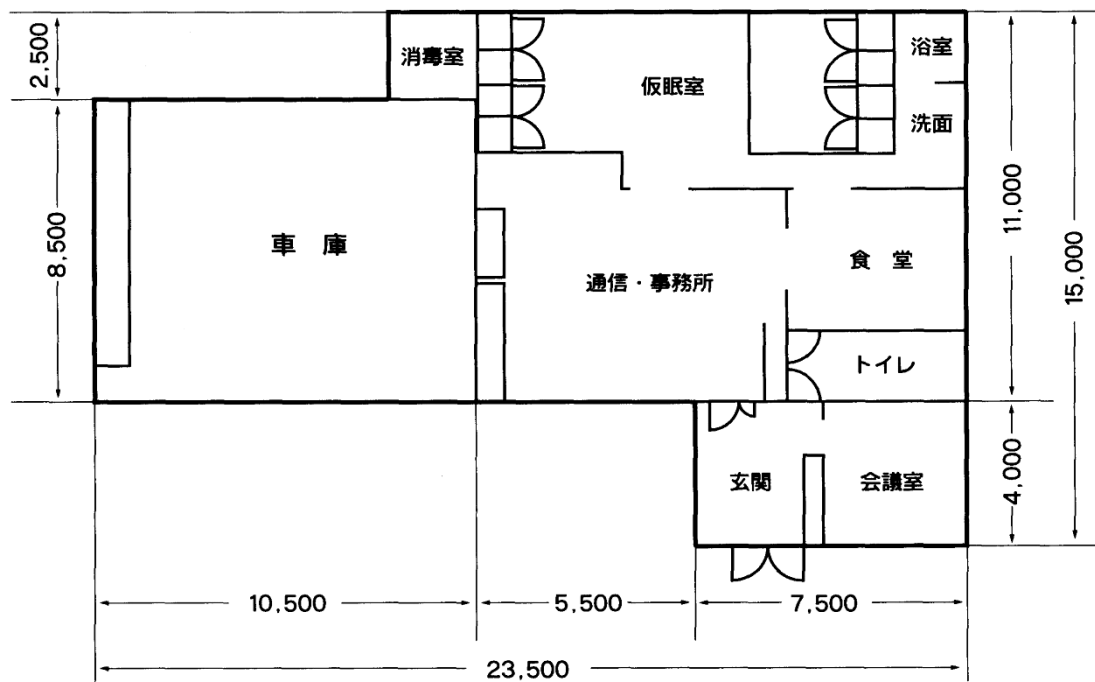 消毒室
仮眠室
浴室
洗面
2,500
8,500
車庫
通信・事務所
食堂
トイレ
11,000
15,000
玄関
会議室
4,000
10,500
5,500
7,500
23,500